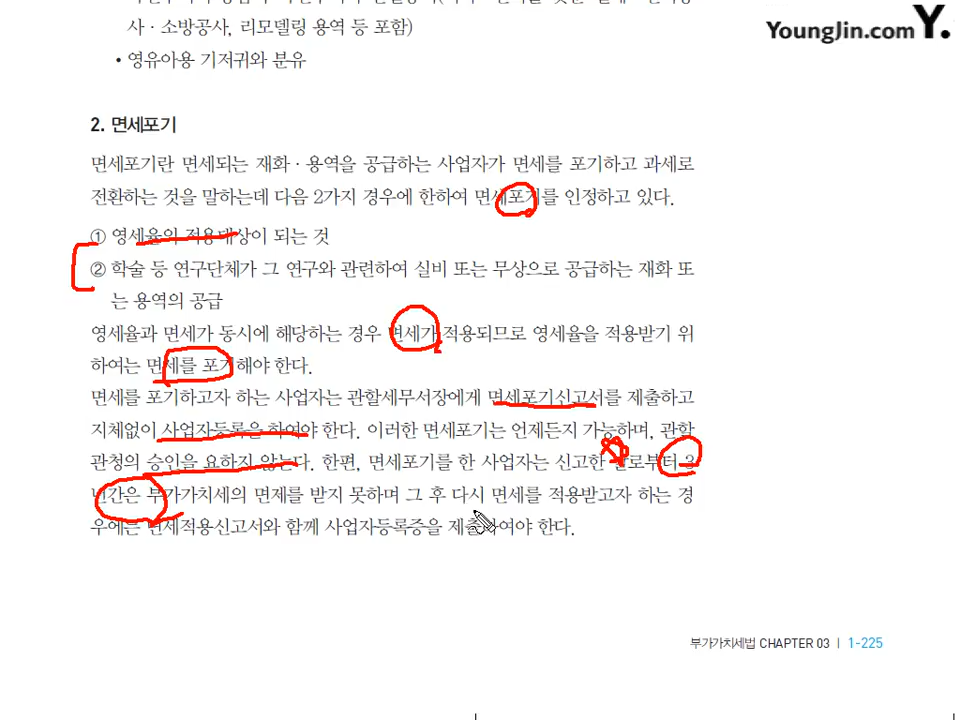 사 · 소방공사, 리모델링 용역 등 포함)
YoungJin.com Y.
• 영유아용 기저귀와 분유
2. 면세포기
면세포기란 면세되는 재화 · 용역을 공급하는 사업자가 면세를 포기하고 과세로
전환하는 것을 말하는데 다음 2가지 경우에 한하여 면세포기를 인정하고 있다.
① 영세율의 적용대상이 되는 것
② 학술 등 연구단체가 그 연구와 관련하여 실비 또는 무상으로 공급하는 재화 또
는 용역의 공급
영세율과 면세가 동시에 해당하는 경우 면세가 적용되므로 영세율을 적용받기 위
하여는 면세를 포기해야 한다.
면세를 포기하고자 하는 사업자는 관할세무서장에게 면세포기신고서를 제출하고
지체없이 사업자등록을 하여야 한다. 이러한 면세포기는 언제든지 가능하며, 관할
관청의 승인을 요하지 않는다. 한편, 면세포기를 한 사업자는 신고한 날로부터 3
년간은 부가가치세의 면제를 받지 못하며 그 후 다시 면세를 적용받고자 하는 경
우에는 면세적용신고서와 함께 사업자등록증을 제출하여야 한다.
부가가치세법 CHAPTER 03 | 1-225